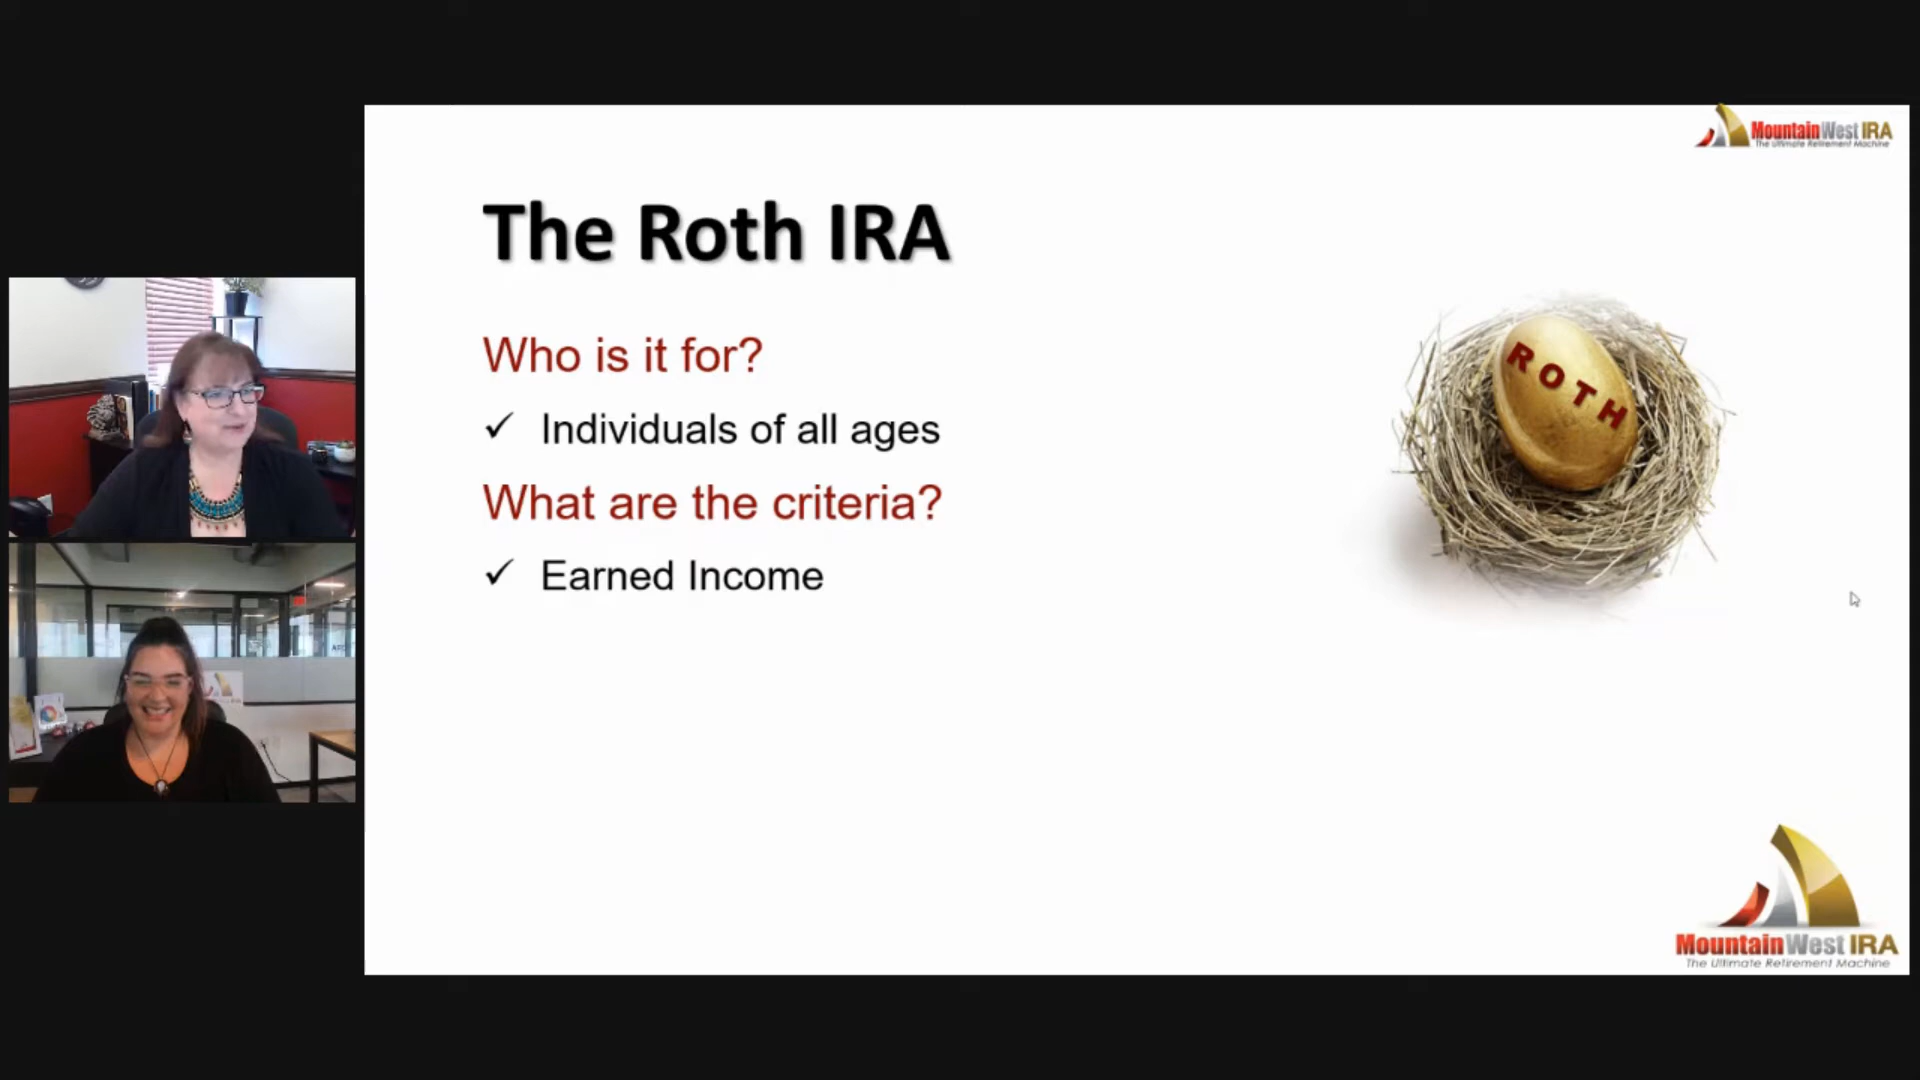 MountainWest IRA
The Ultimate Retirement Machine
The Roth IRA
Who is it for?
✓ Individuals of all ages
What are the criteria?
✓ Earned Income
ROTH
MountainWest IRA
The Ultimate Retirement Machine